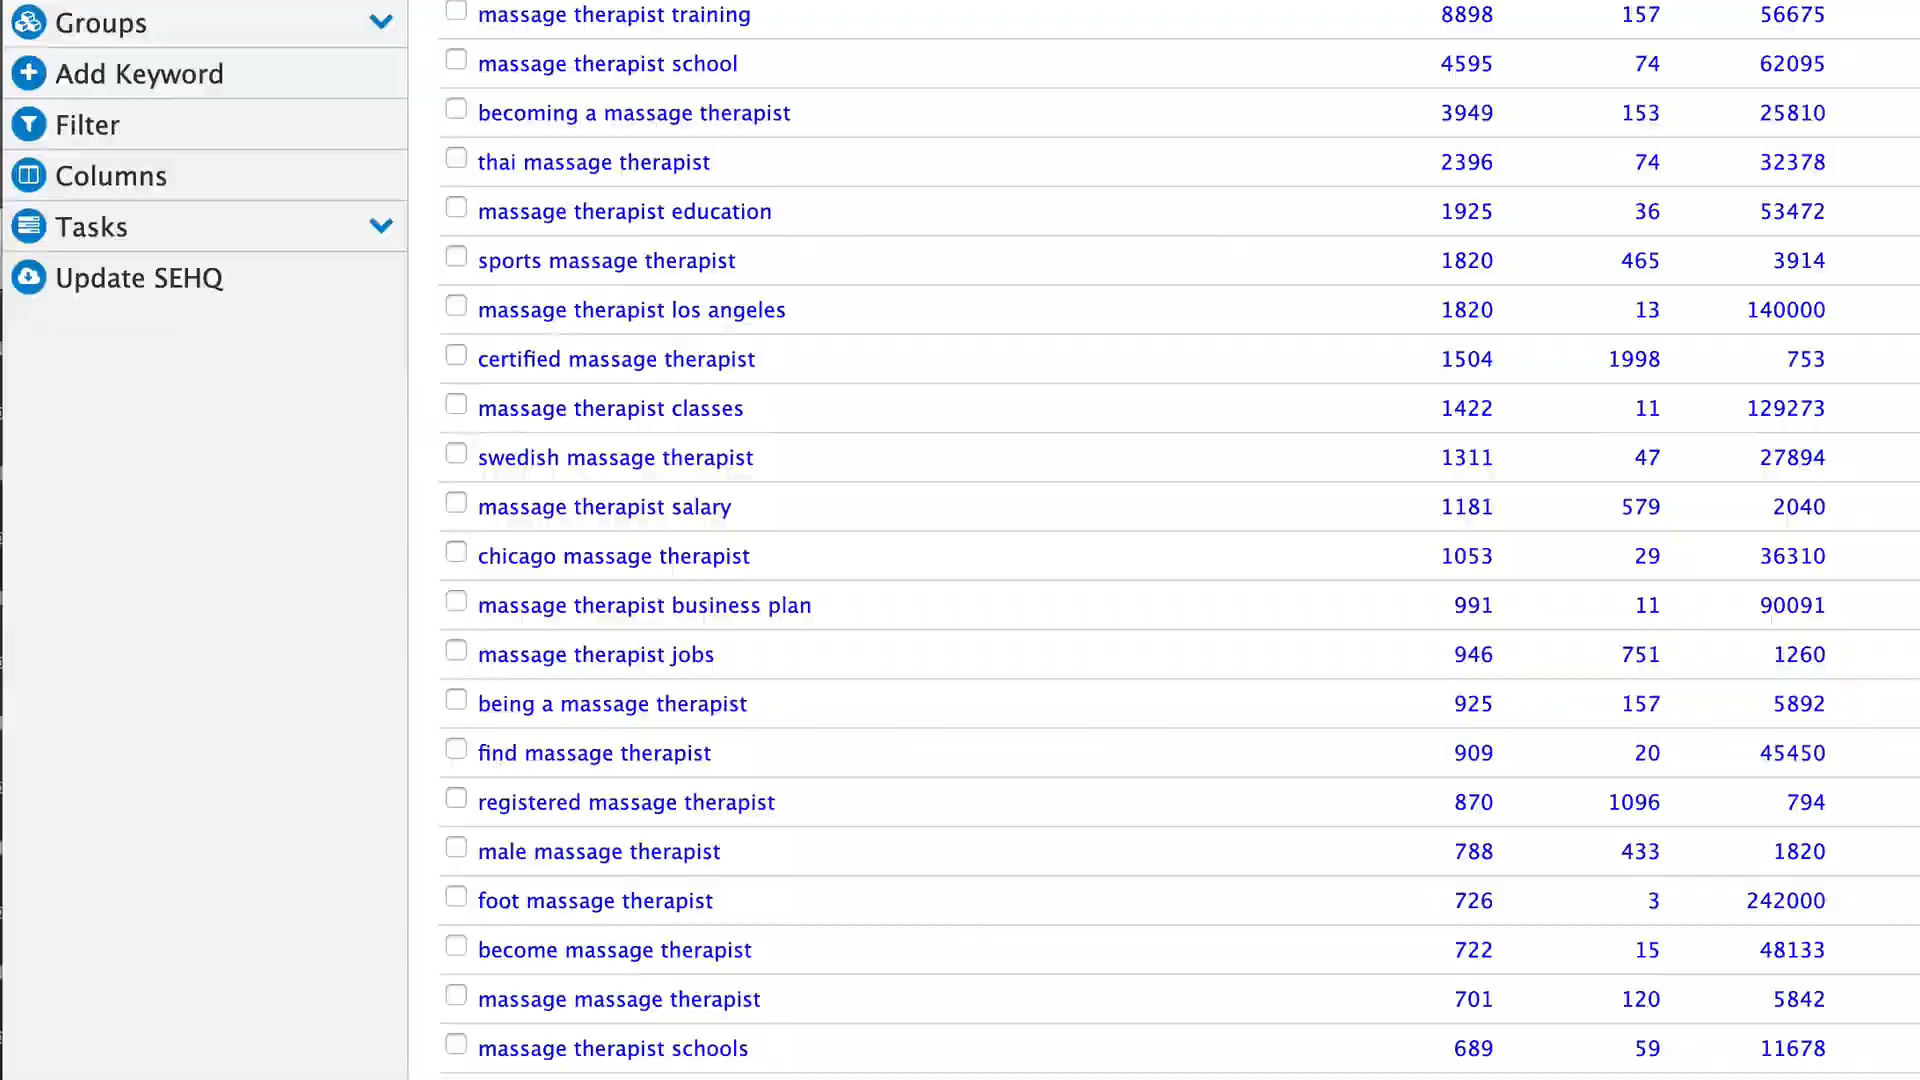 Groups
Add Keyword
Filter
Columns
Tasks
Update SEHQ
massage therapist training 8898 157 56675
massage therapist school 4595 74 62095
becoming a massage therapist 3949 153 25810
thai massage therapist 2396 74 32378
massage therapist education 1925 36 53472
sports massage therapist 1820 465 3914
massage therapist los angeles 1820 13 140000
certified massage therapist 1504 1998 753
massage therapist classes 1422 11 129273
swedish massage therapist 1311 47 27894
massage therapist salary 1181 579 2040
chicago massage therapist 1053 29 36310
massage therapist business plan 991 11 90091
massage therapist jobs 946 751 1260
being a massage therapist 925 157 5892
find massage therapist 909 20 45450
registered massage therapist 870 1096 794
male massage therapist 788 433 1820
foot massage therapist 726 3 242000
become massage therapist 722 15 48133
massage massage therapist 701 120 5842
massage therapist schools 689 59 11678